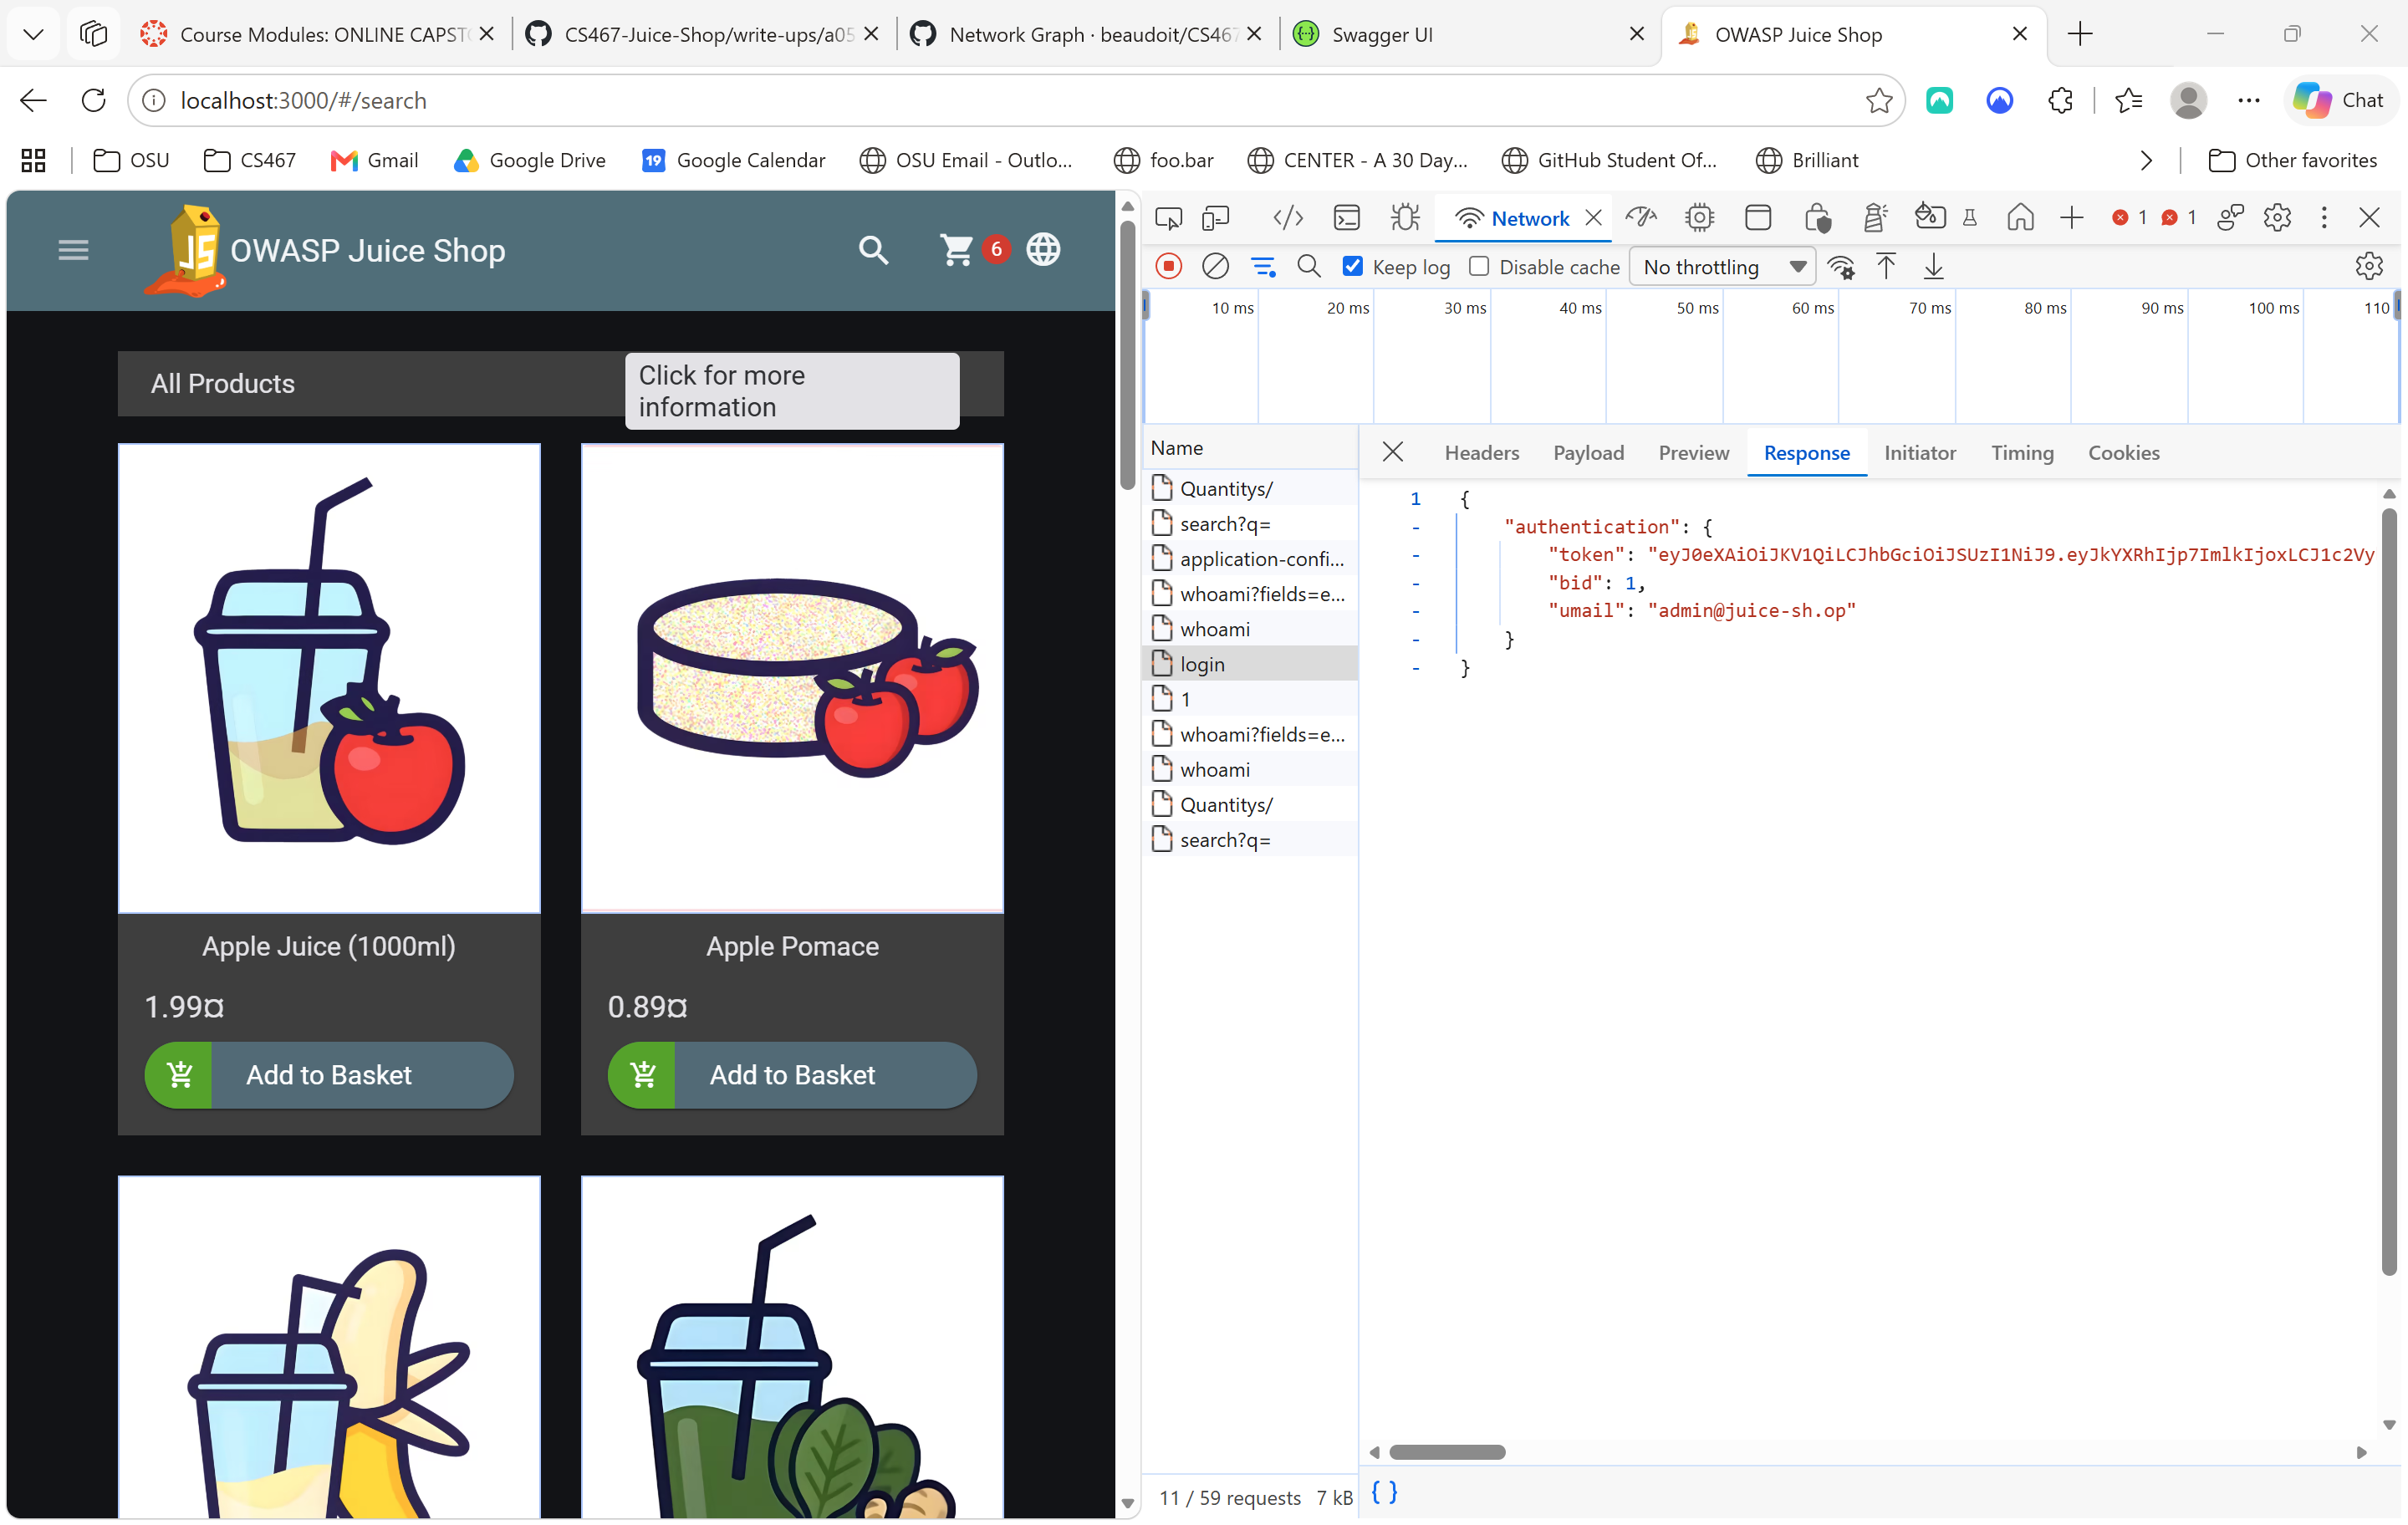 Course Modules: ONLINE CAPST
CS467-Juice-Shop/write-ups/a05
Network Graph · beaudoit/CS467
Swagger UI
OWASP Juice Shop
localhost:3000/#/search
Chat
OSU
CS467
Gmail
Google Drive
19
Google Calendar
OSU Email - Outlo...
foo.bar
CENTER - A 30 Day...
GitHub Student Of...
Brilliant
Other favorites
JS
OWASP Juice Shop
6
All Products
Click for more
information
Apple Juice (1000ml)
Apple Pomace
1.99¤
0.89¤
Add to Basket
Add to Basket
Network
1
1
Keep log
Disable cache
No throttling
10 ms
20 ms
30 ms
40 ms
50 ms
60 ms
70 ms
80 ms
90 ms
100 ms
110
Name
Quantitys/
search?q=
application-confi...
whoami?fields=e...
whoami
login
1
whoami?fields=e...
whoami
Quantitys/
search?q=
Headers
Payload
Preview
Response
Initiator
Timing
Cookies
1 {
- "authentication": {
- "token": "eyJ0eXAiOiJKV1QiLCJhbGciOiJSUzI1NiJ9.eyJkYXRhIjp7ImlkIjoxLCJ1c2Vy
- "bid": 1,
- "umail": "admin@juice-sh.op"
- }
- }
11 / 59 requests
7 kB
{ }